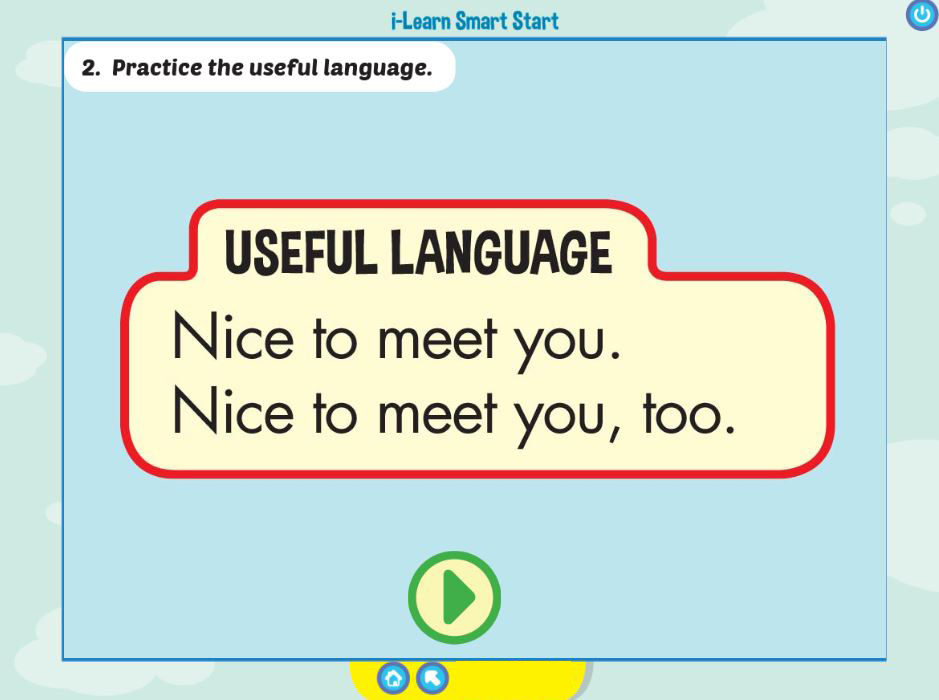 i-Learn Smart Start
2. Practice the useful language.
USEFUL LANGUAGE
Nice to meet you.
Nice to meet you, too.